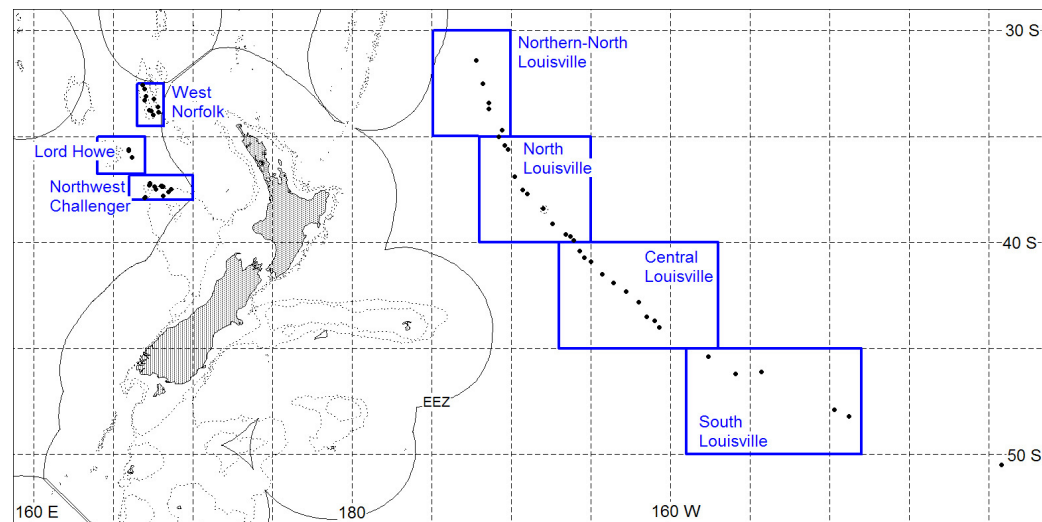 30 S
Northern-North
Louisville
West
Norfolk
Lord Howe
North
Louisville
Northwest
Challenger
40 S
Central
Louisville
EEZ
South
Louisville
50 S
160 E
180
160 W